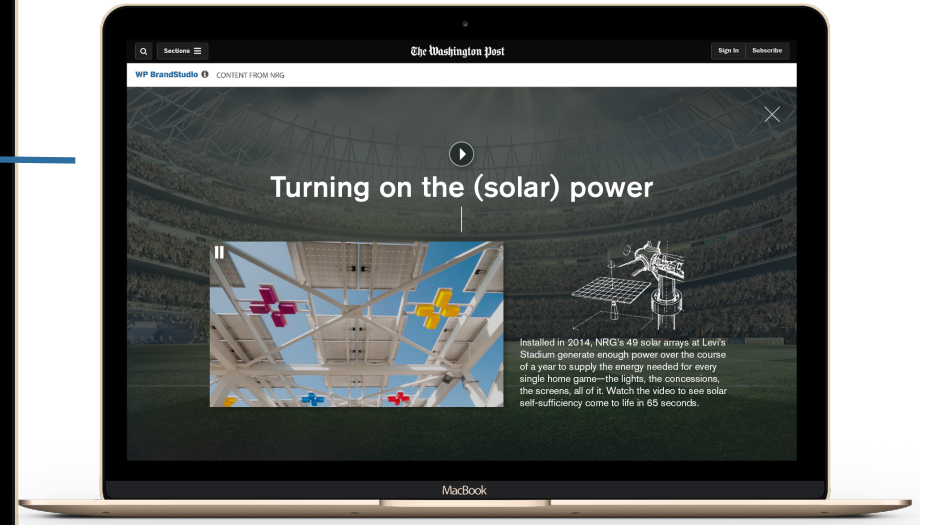 Sections
The Washington Post
Sign In
Subscribe
WP BrandStudio
CONTENT FROM NRG
Turning on the (solar) power
Installed in 2014, NRG's 49 solar arrays at Levi's
Stadium generate enough power over the course
of a year to supply the energy needed for every
single home game—the lights, the concessions,
the screens, all of it. Watch the video to see solar
self-sufficiency come to life in 65 seconds.
MacBook